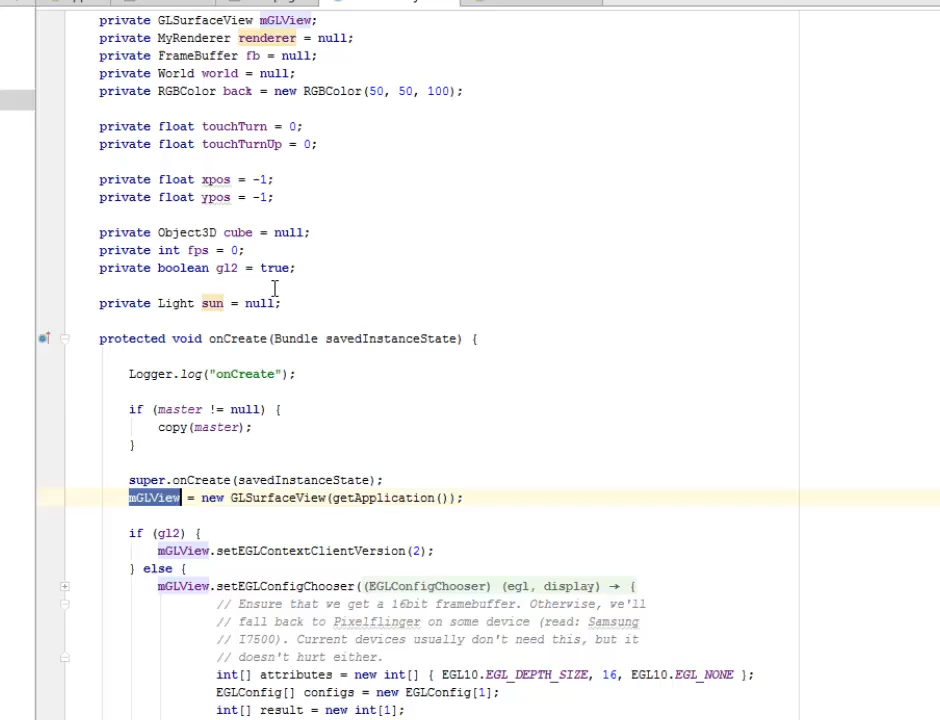 private GLSurfaceView mGLView;
private MyRenderer renderer = null;
private FrameBuffer fb = null;
private World world = null;
private RGBColor back = new RGBColor(50, 50, 100);
private float touchTurn = 0;
private float touchTurnUp = 0;
private float xpos = -1;
private float ypos = -1;
private Object3D cube = null;
private int fps = 0;
private boolean gl2 = true;
private Light sun = null;
protected void onCreate(Bundle savedInstanceState) {
Logger.log("onCreate");
if (master != null) {
copy(master);
}
super.onCreate(savedInstanceState);
mGLView = new GLSurfaceView(getApplication());
if (gl2) {
mGLView.setEGLContextClientVersion(2);
} else {
mGLView.setEGLConfigChooser((EGLConfigChooser) (egl, display) → {
// Ensure that we get a 16bit framebuffer. Otherwise, we'll
// fall back to Pixelflinger on some device (read: Samsung
// I7500). Current devices usually don't need this, but it
// doesn't hurt either.
int[] attributes = new int[] { EGL10.EGL_DEPTH_SIZE, 16, EGL10.EGL_NONE };
EGLConfig[] configs = new EGLConfig[1];
int[] result = new int[1];